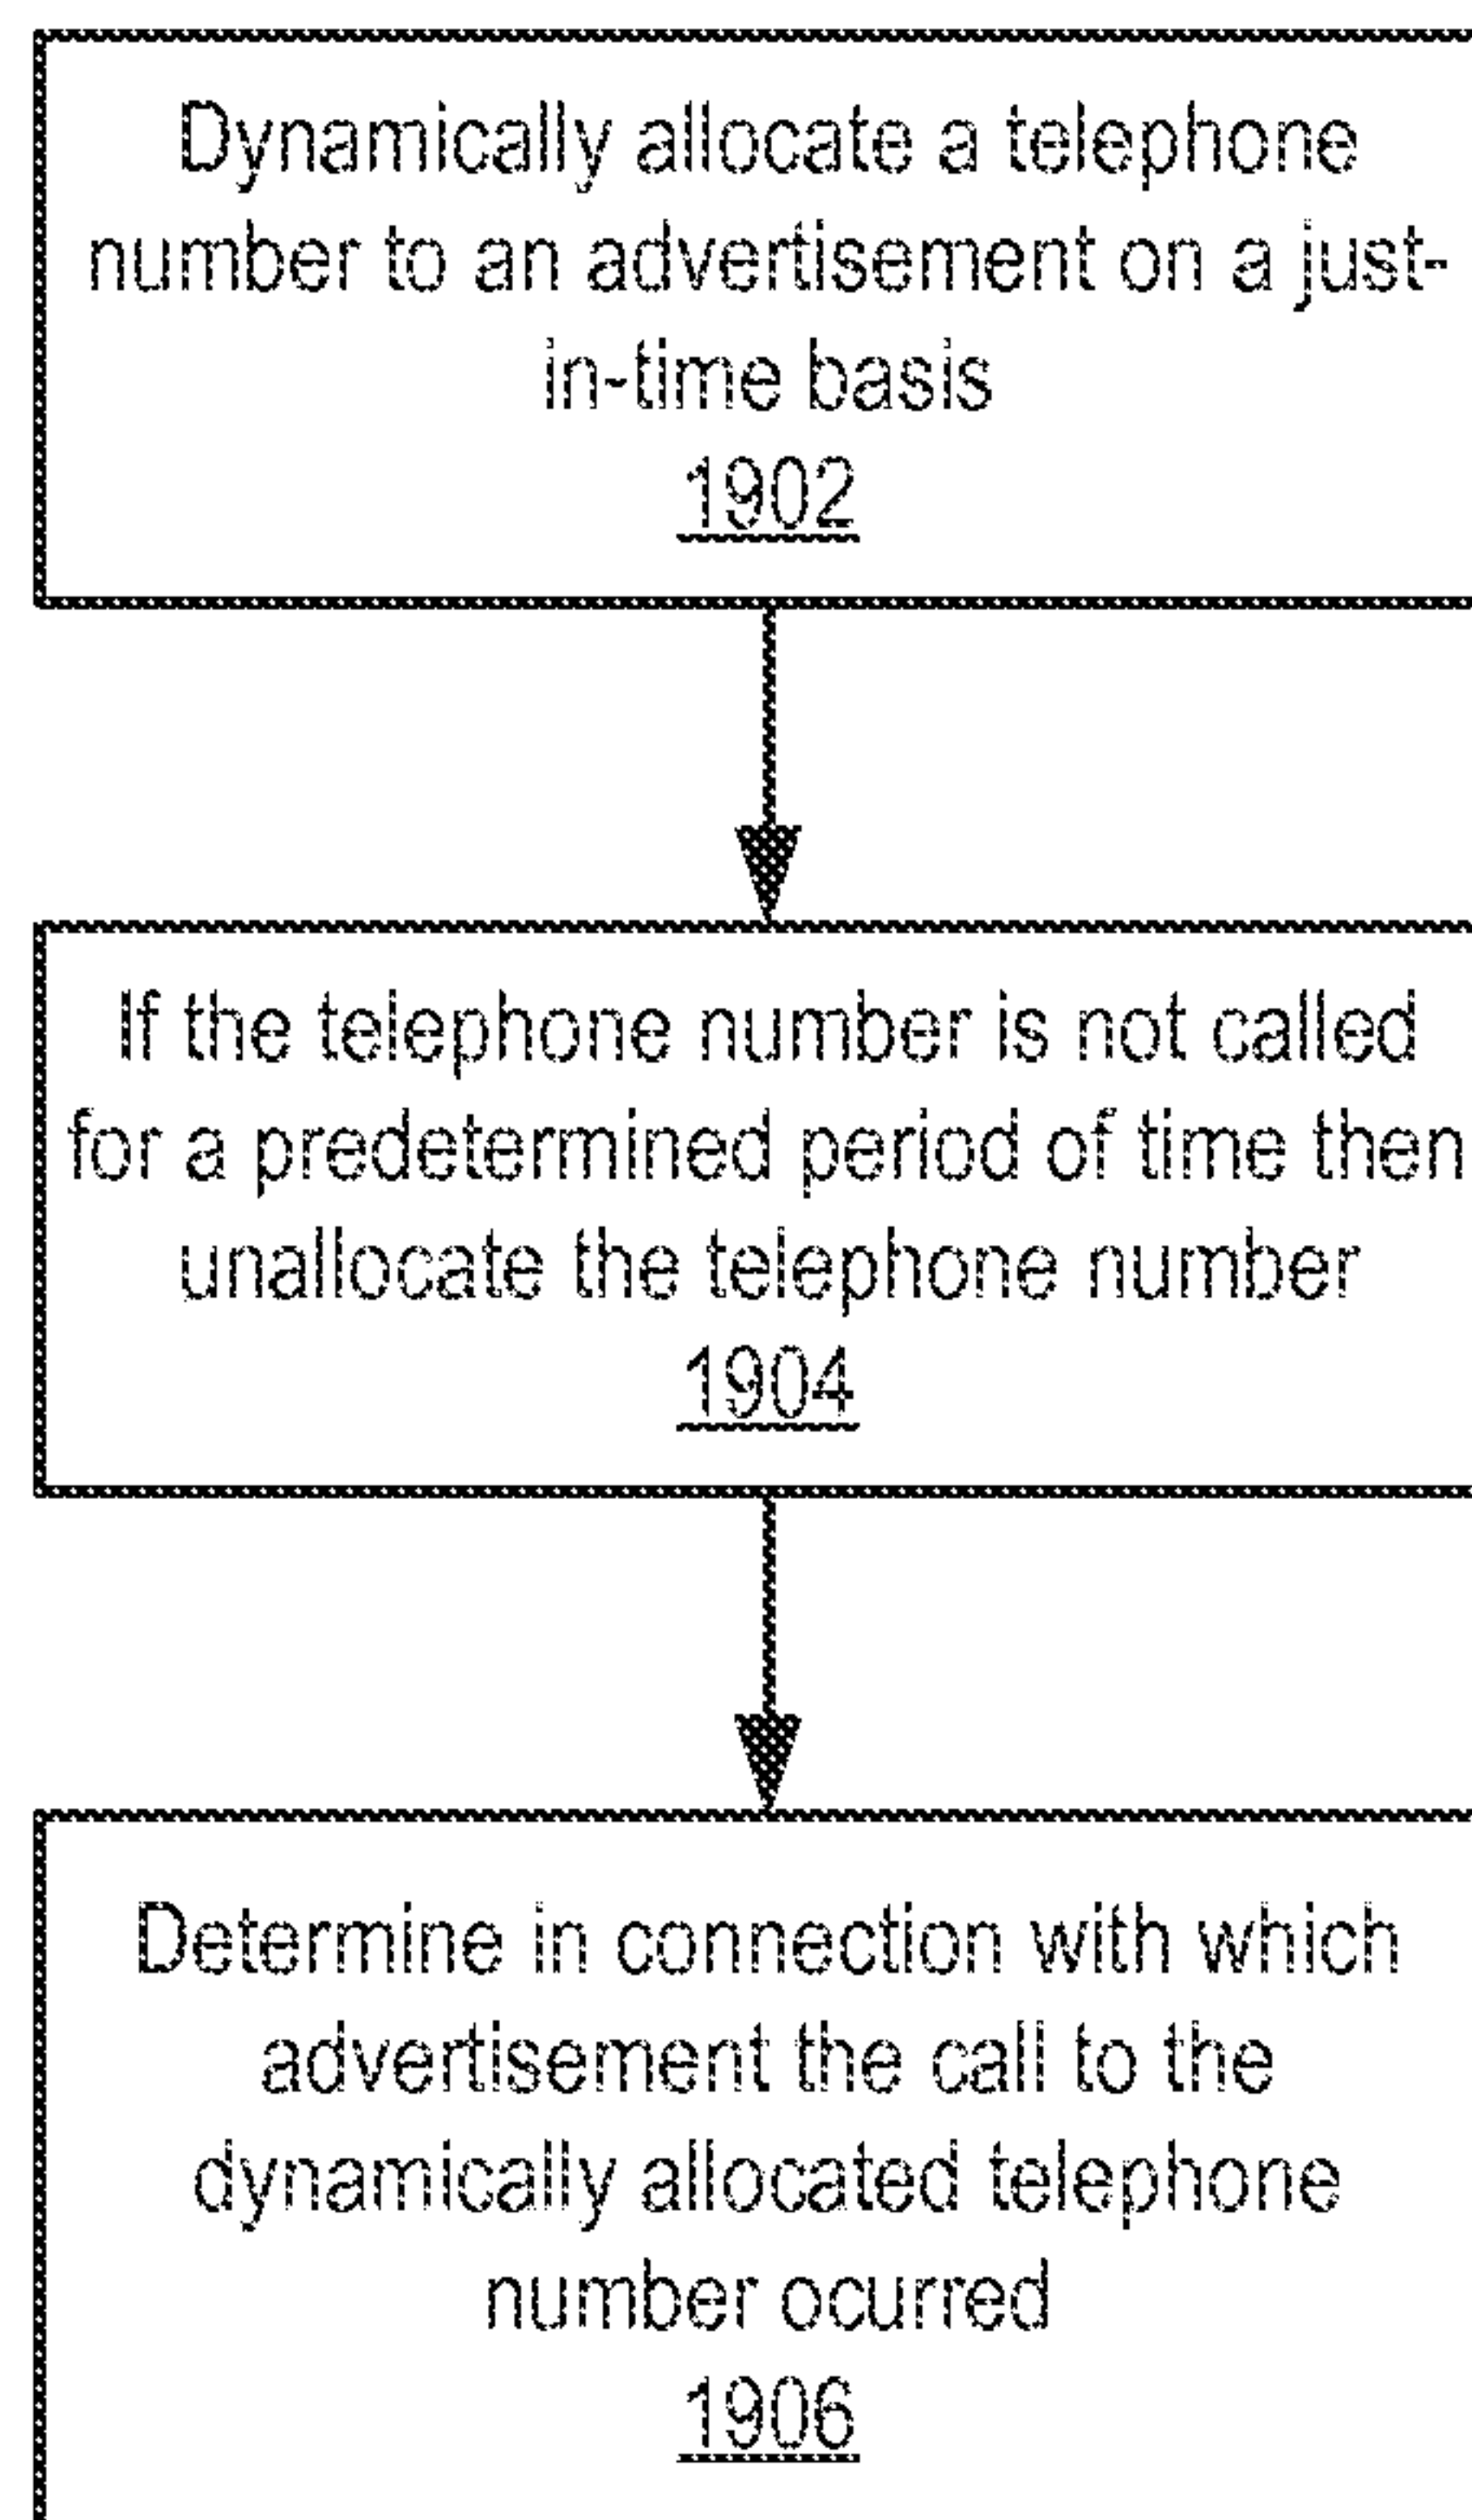 Dynamically allocate a telephone
number to an advertisement on a just-
in-time basis
1902
If the telephone number is not called
for a predetermined period of time then
unallocate the telephone number
1904
Determine in connection with which
advertisement the call to the
dynamically allocated telephone
number ocurred
1906